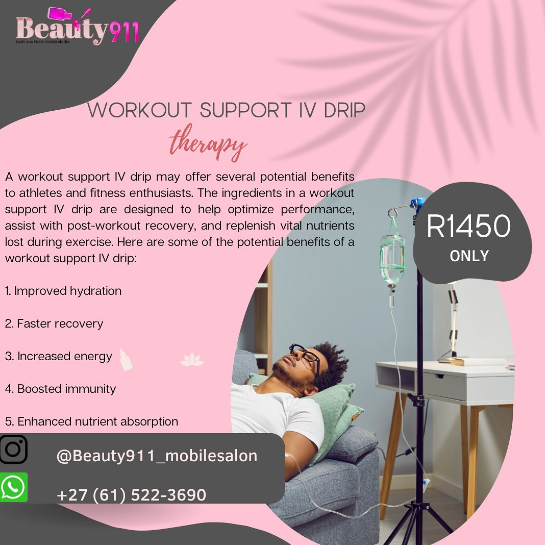 Beauty911
WORKOUT SUPPORT IV DRIP
therapy
A workout support IV drip may offer several potential benefits
to athletes and fitness enthusiasts. The ingredients in a workout
support IV drip are designed to help optimize performance,
assist with post-workout recovery, and replenish vital nutrients
lost during exercise. Here are some of the potential benefits of a
workout support IV drip:
R1450
ONLY
1. Improved hydration
2. Faster recovery
3. Increased energy
4. Boosted immunity
5. Enhanced nutrient absorption
@Beauty911_mobilesalon
+27 (61) 522-3690